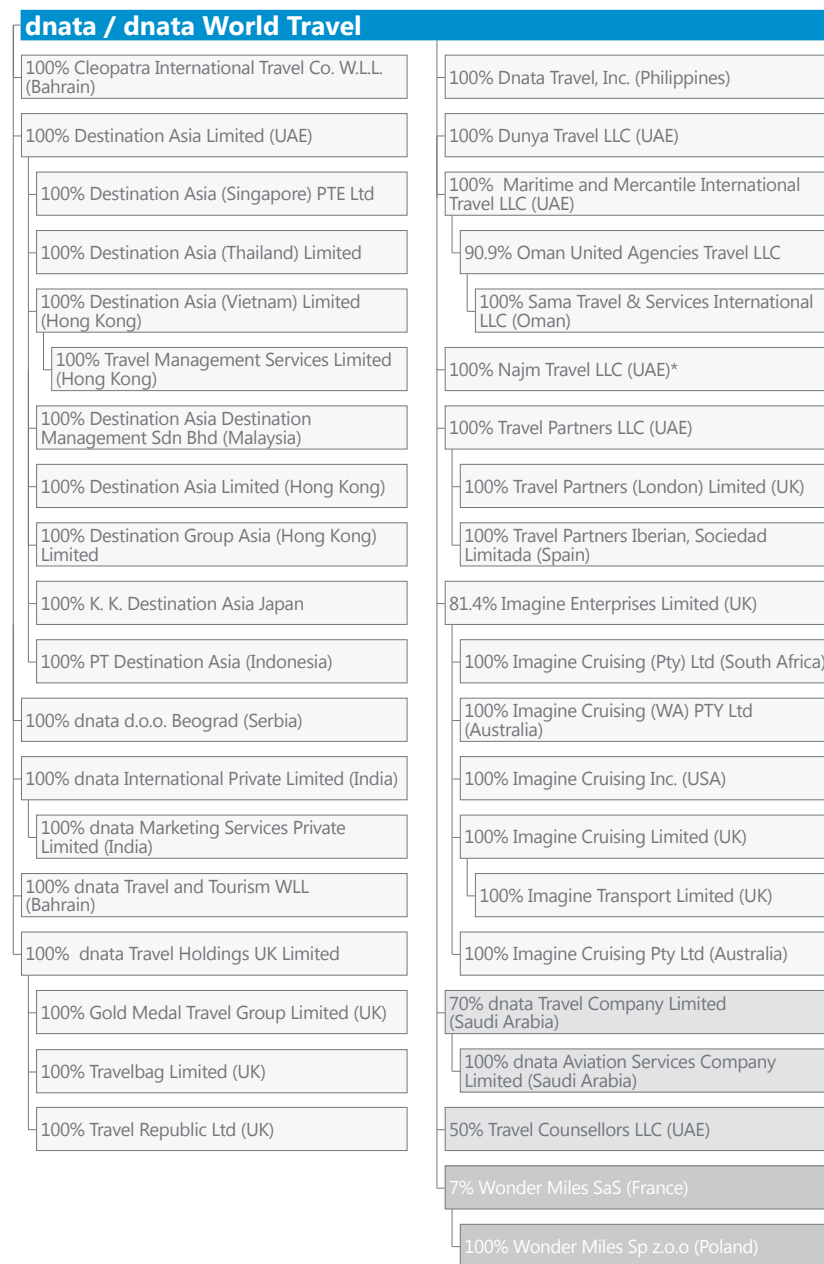 dnata / dnata World Travel
100% Cleopatra International Travel Co. W.L.L.
(Bahrain)
100% Destination Asia Limited (UAE)
100% Destination Asia (Singapore) PTE Ltd
100% Destination Asia (Thailand) Limited
100% Destination Asia (Vietnam) Limited
(Hong Kong)
100% Travel Management Services Limited
(Hong Kong)
100% Destination Asia Destination
Management Sdn Bhd (Malaysia)
100% Destination Asia Limited (Hong Kong)
100% Destination Group Asia (Hong Kong)
Limited
100% K. K. Destination Asia Japan
100% PT Destination Asia (Indonesia)
100% dnata d.o.o. Beograd (Serbia)
100% dnata International Private Limited (India)
100% dnata Marketing Services Private
Limited (India)
100% dnata Travel and Tourism WLL
(Bahrain)
100% dnata Travel Holdings UK Limited
100% Gold Medal Travel Group Limited (UK)
100% Travelbag Limited (UK)
100% Travel Republic Ltd (UK)
100% Dnata Travel, Inc. (Philippines)
100% Dunya Travel LLC (UAE)
100% Maritime and Mercantile International
Travel LLC (UAE)
90.9% Oman United Agencies Travel LLC
100% Sama Travel & Services International
LLC (Oman)
100% Najm Travel LLC (UAE)*
100% Travel Partners LLC (UAE)
100% Travel Partners (London) Limited (UK)
100% Travel Partners Iberian, Sociedad
Limitada (Spain)
81.4% Imagine Enterprises Limited (UK)
100% Imagine Cruising (Pty) Ltd (South Africa)
100% Imagine Cruising (WA) PTY Ltd
(Australia)
100% Imagine Cruising Inc. (USA)
100% Imagine Cruising Limited (UK)
100% Imagine Transport Limited (UK)
100% Imagine Cruising Pty Ltd (Australia)
70% dnata Travel Company Limited
(Saudi Arabia)
100% dnata Aviation Services Company
Limited (Saudi Arabia)
50% Travel Counsellors LLC (UAE)
7% Wonder Miles SaS (France)
100% Wonder Miles Sp z.o.o (Poland)